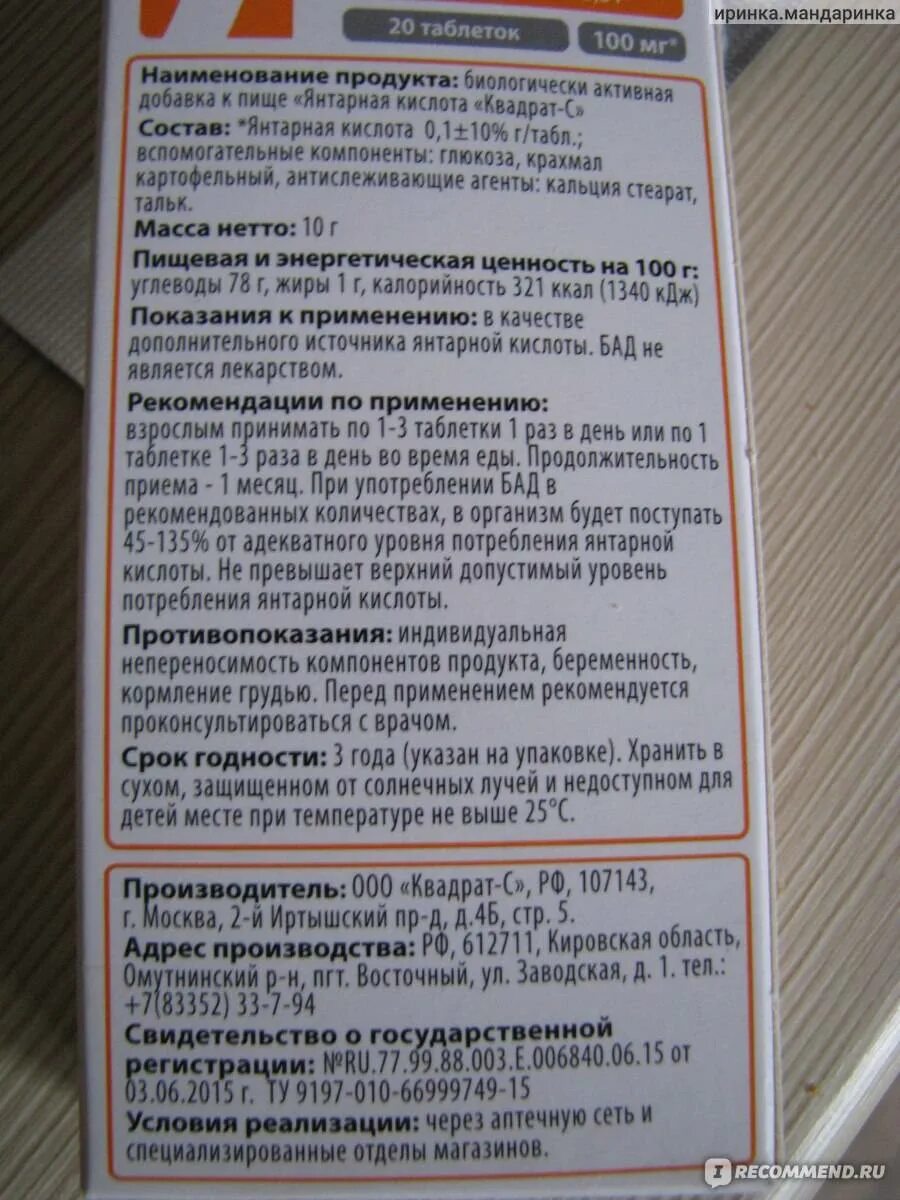 иринка.мандаринка
20 таблеток
100 мг*
Наименование продукта: биологически активная
добавка к пище «Янтарная кислота «Квадрат-С»
Состав: *Янтарная кислота 0,1±10% г/табл.;
вспомогательные компоненты: глюкоза, крахмал
картофельный, антислеживающие агенты: кальция стеарат,
тальк.
Масса нетто: 10 г
Пищевая и энергетическая ценность на 100 г:
углеводы 78 г, жиры 1 г, калорийность 321 ккал (1340 кДж)
Показания к применению: в качестве
дополнительного источника янтарной кислоты. БАД не
является лекарством.
Рекомендации по применению:
взрослым принимать по 1-3 таблетки 1 раз в день или по 1
таблетке 1-3 раза в день во время еды. Продолжительность
приема - 1 месяц. При употреблении БАД в
рекомендованных количествах, в организм будет поступать
45-135% от адекватного уровня потребления янтарной
кислоты. Не превышает верхний допустимый уровень
потребления янтарной кислоты.
Противопоказания: индивидуальная
непереносимость компонентов продукта, беременность,
кормление грудью. Перед применением рекомендуется
проконсультироваться с врачом.
Срок годности: 3 года (указан на упаковке). Хранить в
сухом, защищенном от солнечных лучей и недоступном для
детей месте при температуре не выше 25°С.
Производитель: ООО «Квадрат-С», РФ, 107143,
г. Москва, 2-й Иртышский пр-д, д.4Б, стр. 5.
Адрес производства: РФ, 612711, Кировская область,
Омутнинский р-н, пгт. Восточный, ул. Заводская, д. 1. тел.:
+7(83352) 33-7-94
Свидетельство о государственной
регистрации: №RU.77.99.88.003.Е.006840.06.15 от
03.06.2015 г. ТУ 9197-010-66999749-15
Условия реализации: через аптечную сеть и
специализированные отделы магазинов.
I RECOMMEND.RU